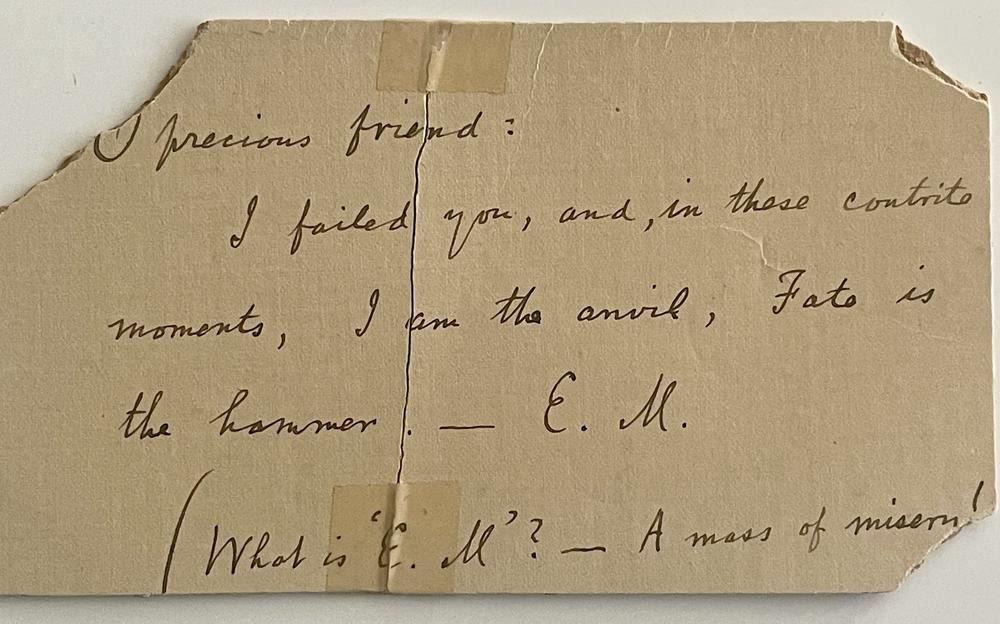 O precious friend:
I failed you, and, in these contrite
moments, I am the anvil, Fate is
the hammer. — E. M.
(What is 'E. M'? — A mass of misery!